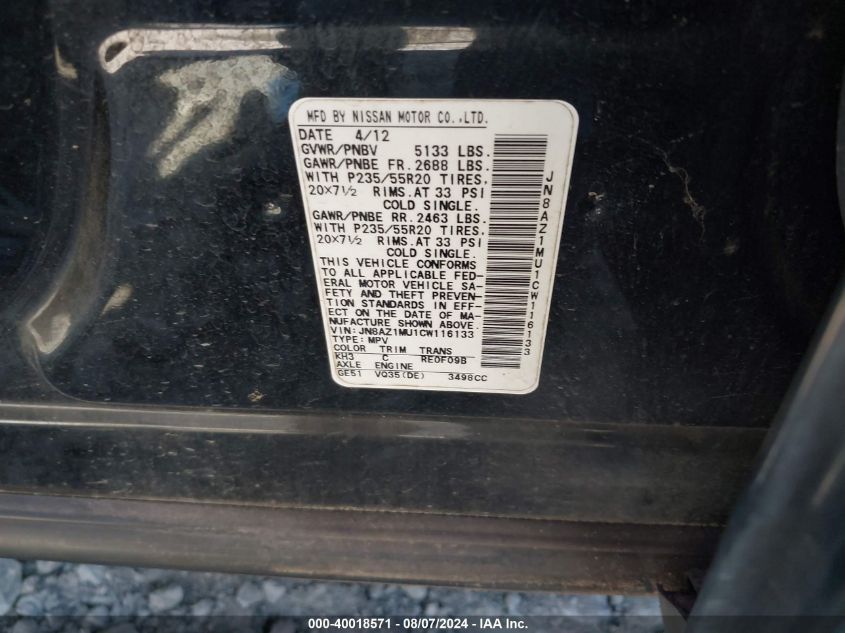 MFD BY NISSAN MOTOR CO.,LTD.
DATE 4/12
GVWR/PNBV 5133 LBS.
GAWR/PNBE FR. 2688 LBS.
WITH P235/55R20 TIRES,
20×7½ RIMS.AT 33 PSI
COLD SINGLE.
GAWR/PNBE RR. 2463 LBS.
WITH P235/55R20 TIRES,
20×7½ RIMS.AT 33 PSI
COLD SINGLE.
THIS VEHICLE CONFORMS
TO ALL APPLICABLE FED-
ERAL MOTOR VEHICLE SA-
FETY AND THEFT PREVEN-
TION STANDARDS IN EFF-
ECT ON THE DATE OF MA-
NUFACTURE SHOWN ABOVE.
VIN: JN8AZ1MU1CW116133
TYPE: MPV
COLOR TRIM TRANS
KH3 C RE0F09B
AXLE ENGINE
GE51 VQ35(DE) 3498CC
JN8AZ1MU1CW116133
000-40018571 - 08/07/2024 - IAA Inc.